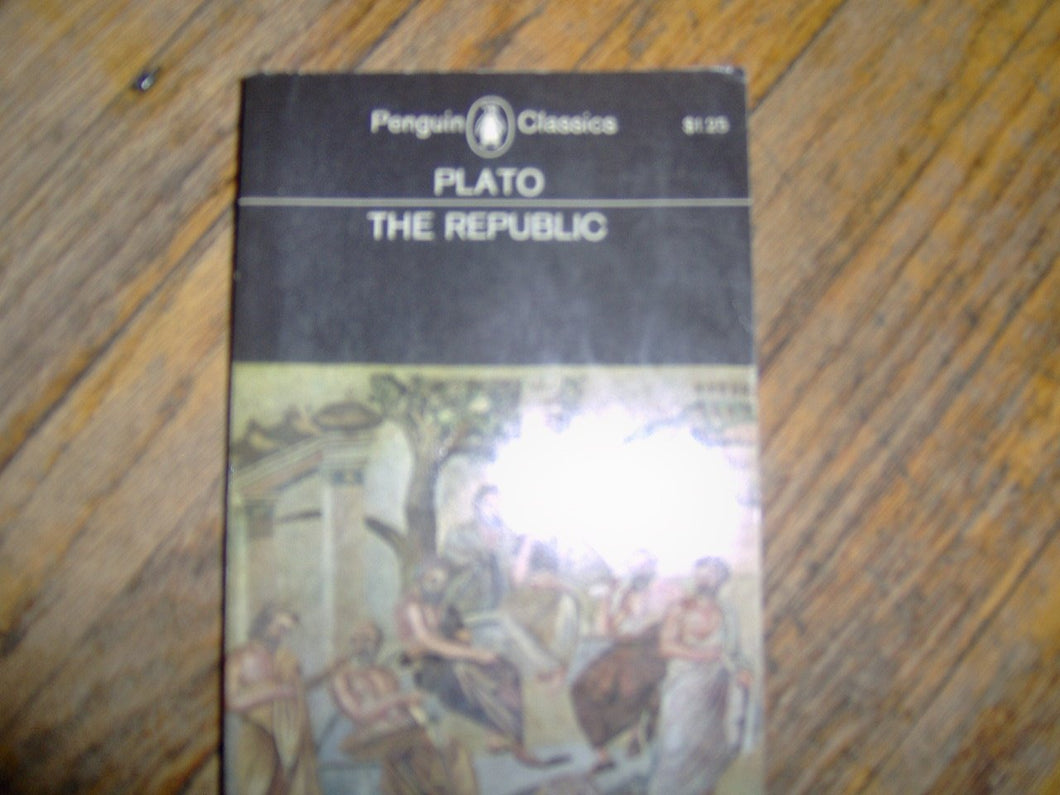 Penguin Classics $1.25
PLATO
THE REPUBLIC